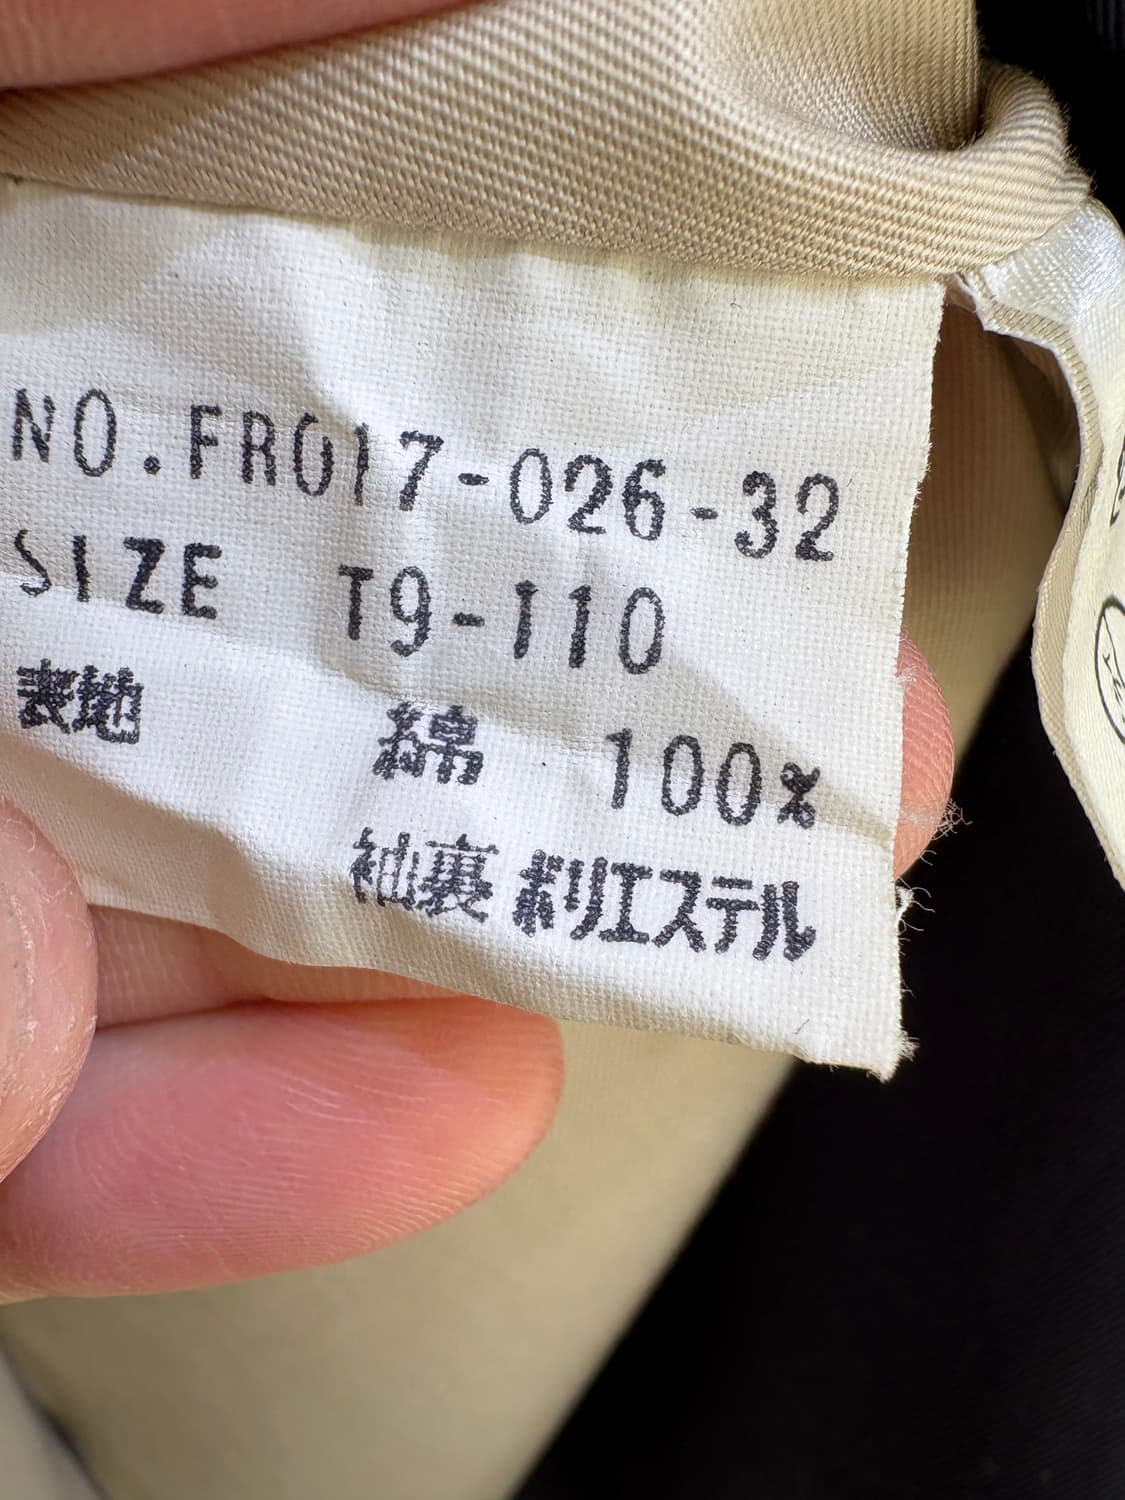 NO.FR017-026-32
SIZE T9-110
表地 綿 100%
袖裏 ポリエステル